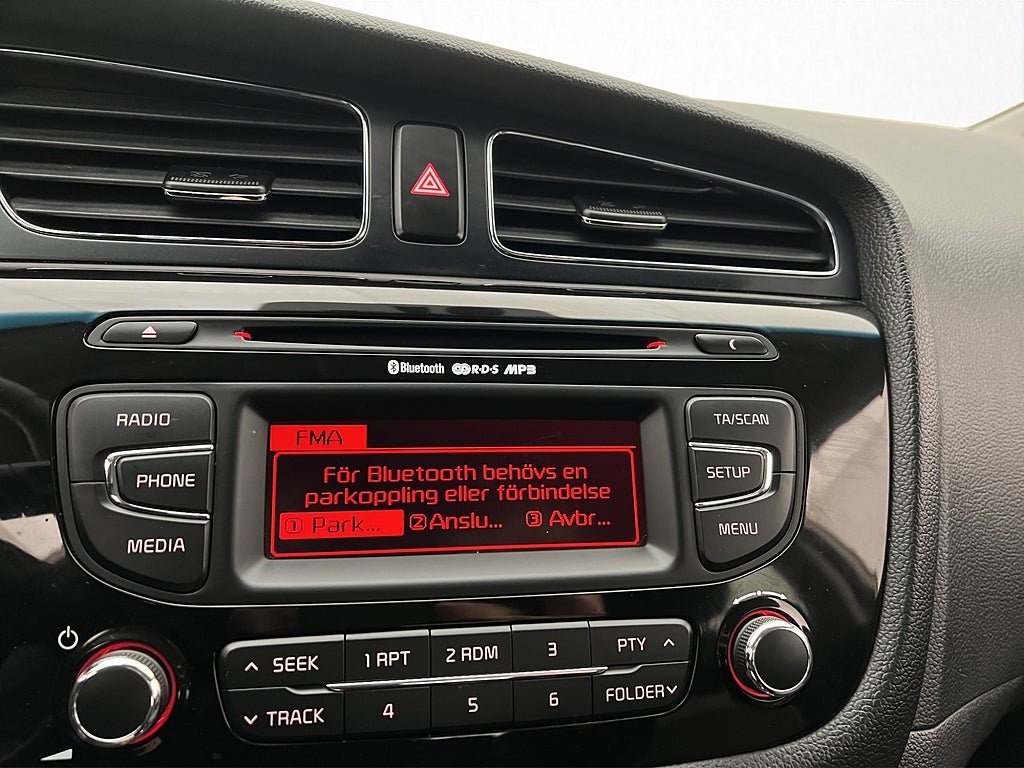 Bluetooth R·D·S MP3
RADIO
PHONE
MEDIA
FMA
För Bluetooth behövs en
parkoppling eller förbindelse
1 Park... 2 Anslu... 3 Avbr...
TA/SCAN
SETUP
MENU
SEEK
TRACK
1 RPT
2 RDM
3
4
5
6
PTY
FOLDER